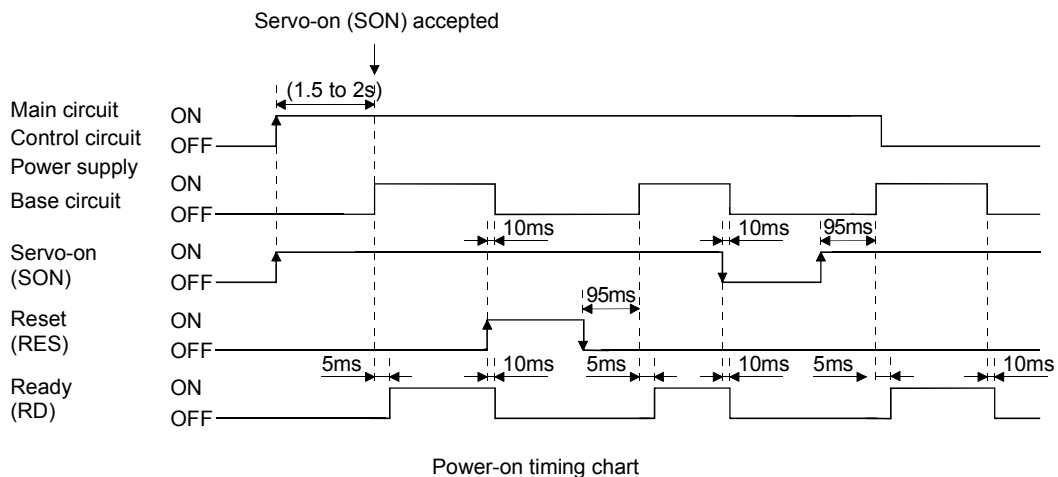 Servo-on (SON) accepted
(1.5 to 2s)
Main circuit
Control circuit
Power supply
ON
OFF
Base circuit
ON
OFF
10ms
10ms
95ms
Servo-on
(SON)
ON
OFF
95ms
Reset
(RES)
ON
OFF
5ms
10ms
5ms
10ms
5ms
10ms
Ready
(RD)
ON
OFF
Power-on timing chart